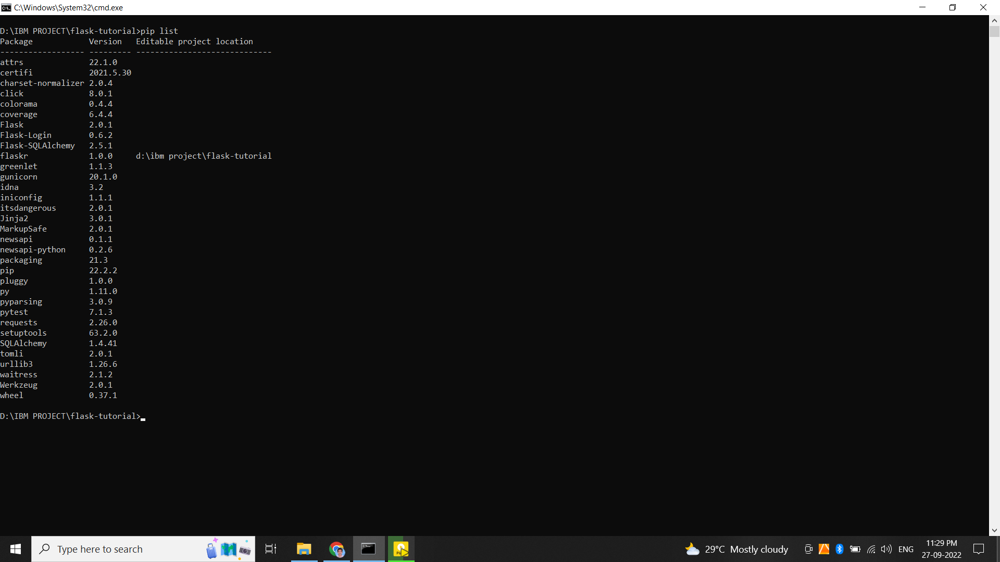 C:\Windows\System32\cmd.exe
D:\IBM PROJECT\flask-tutorial>pip list
Package            Version   Editable project location
------------------ --------- -----------------------------
attrs              22.1.0
certifi            2021.5.30
charset-normalizer 2.0.4
click              8.0.1
colorama           0.4.4
coverage           6.4.4
Flask              2.0.1
Flask-Login        0.6.2
Flask-SQLAlchemy   2.5.1
flaskr             1.0.0     d:\ibm project\flask-tutorial
greenlet           1.1.3
gunicorn           20.1.0
idna               3.2
iniconfig          1.1.1
itsdangerous       2.0.1
Jinja2             3.0.1
MarkupSafe         2.0.1
newsapi            0.1.1
newsapi-python     0.2.6
packaging          21.3
pip                22.2.2
pluggy             1.0.0
py                 1.11.0
pyparsing          3.0.9
pytest             7.1.3
requests           2.26.0
setuptools         63.2.0
SQLAlchemy         1.4.41
tomli              2.0.1
urllib3            1.26.6
waitress           2.1.2
Werkzeug           2.0.1
wheel              0.37.1
D:\IBM PROJECT\flask-tutorial>
Type here to search
29°C Mostly cloudy
ENG
11:29 PM
27-09-2022